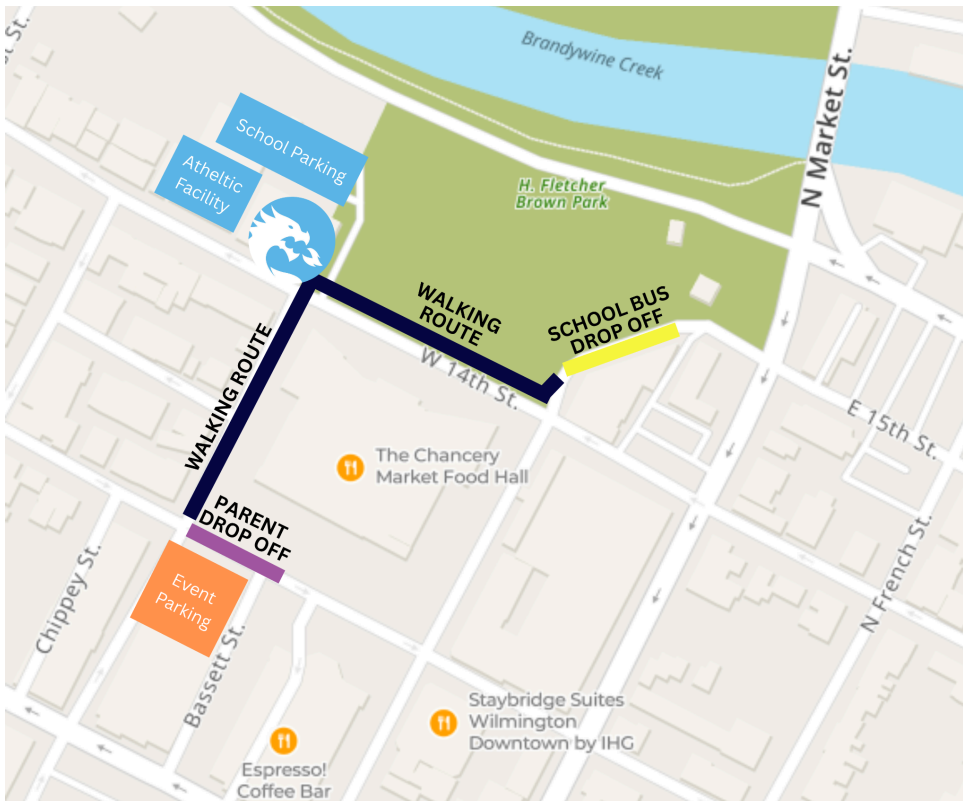 st St.
Brandywine Creek
N Market St.
School Parking
Atheltic
Facility
H. Fletcher
Brown Park
WALKING
ROUTE
SCHOOL BUS
DROP OFF
WALKING ROUTE
W 14th St.
E 15th St.
The Chancery
Market Food Hall
PARENT
DROP OFF
Event
Parking
Chippey St.
Bassett St.
N French St.
Staybridge Suites
Wilmington
Downtown by IHG
Espresso!
Coffee Bar